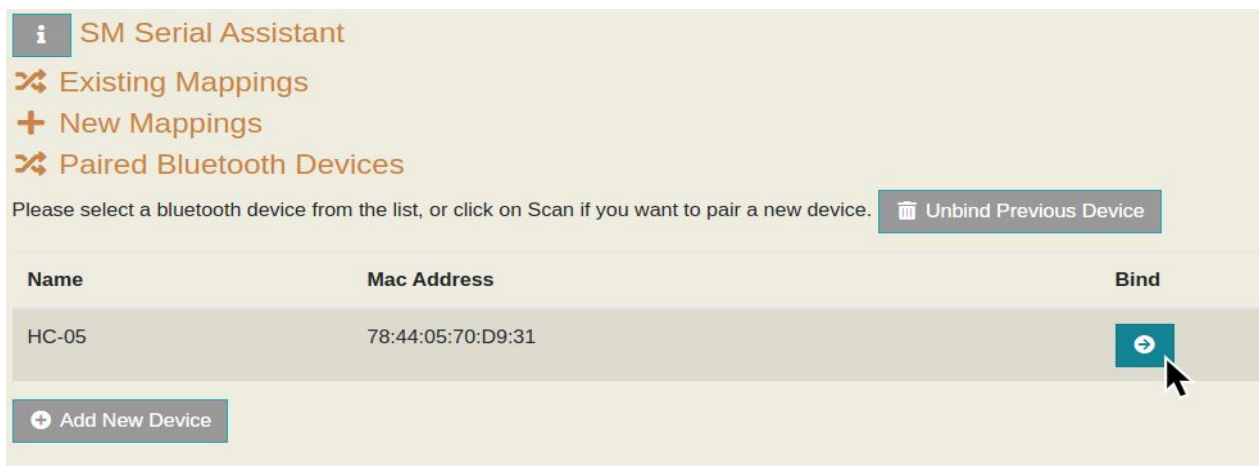 SM Serial Assistant
Existing Mappings
New Mappings
Paired Bluetooth Devices
Please select a bluetooth device from the list, or click on Scan if you want to pair a new device. Unbind Previous Device
Name Mac Address Bind
HC-05 78:44:05:70:D9:31
Add New Device